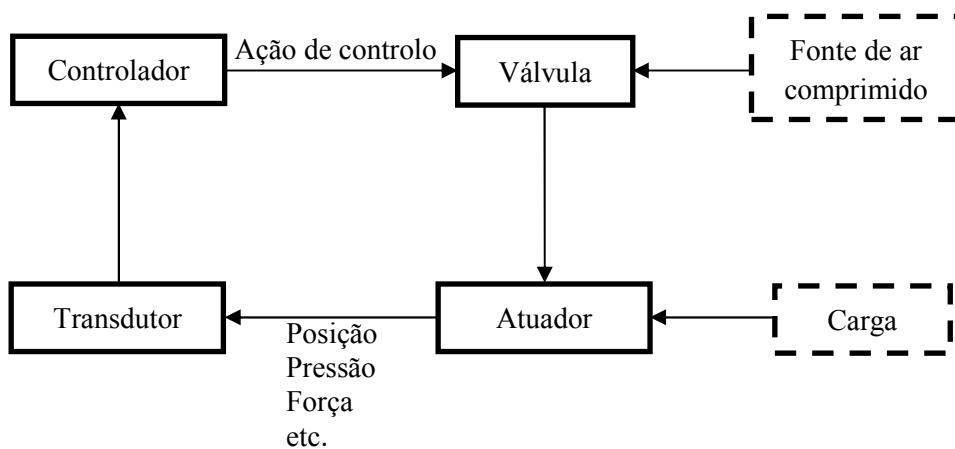 Controlador
Ação de controlo
Válvula
Fonte de ar
comprimido
Transdutor
Posição
Pressão
Força
etc.
Atuador
Carga